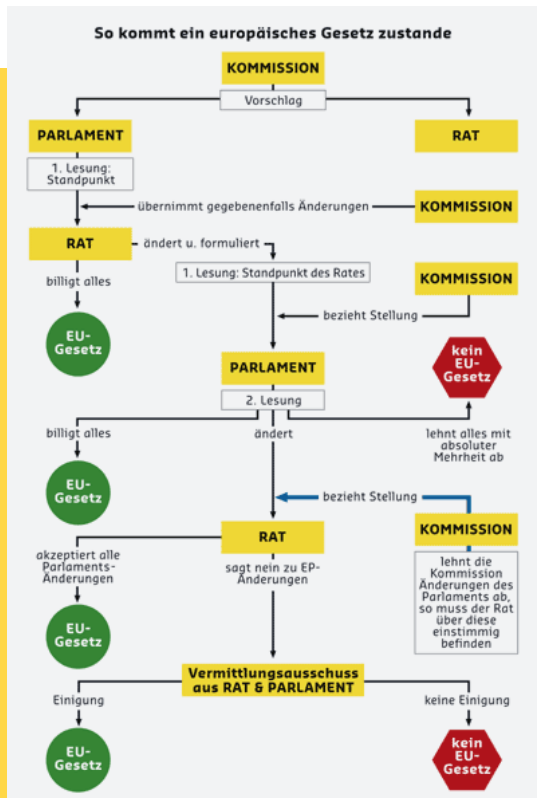 So kommt ein europäisches Gesetz zustande
KOMMISSION
Vorschlag
PARLAMENT
RAT
1. Lesung:
Standpunkt
übernimmt gegebenenfalls Änderungen
KOMMISSION
RAT
ändert u. formuliert
billigt alles
1. Lesung: Standpunkt des Rates
KOMMISSION
EU-
Gesetz
bezieht Stellung
PARLAMENT
kein
EU-
Gesetz
2. Lesung
billigt alles
ändert
lehnt alles mit
absoluter
Mehrheit ab
EU-
Gesetz
bezieht Stellung
RAT
KOMMISSION
akzeptiert alle
Parlaments-
Änderungen
sagt nein zu EP-
Änderungen
lehnt die
Kommission
Änderungen des
Parlaments ab,
so muss der Rat
über diese
einstimmig
befinden
EU-
Gesetz
Vermittlungsausschuss
aus RAT & PARLAMENT
Einigung
keine Einigung
EU-
Gesetz
kein
EU-
Gesetz